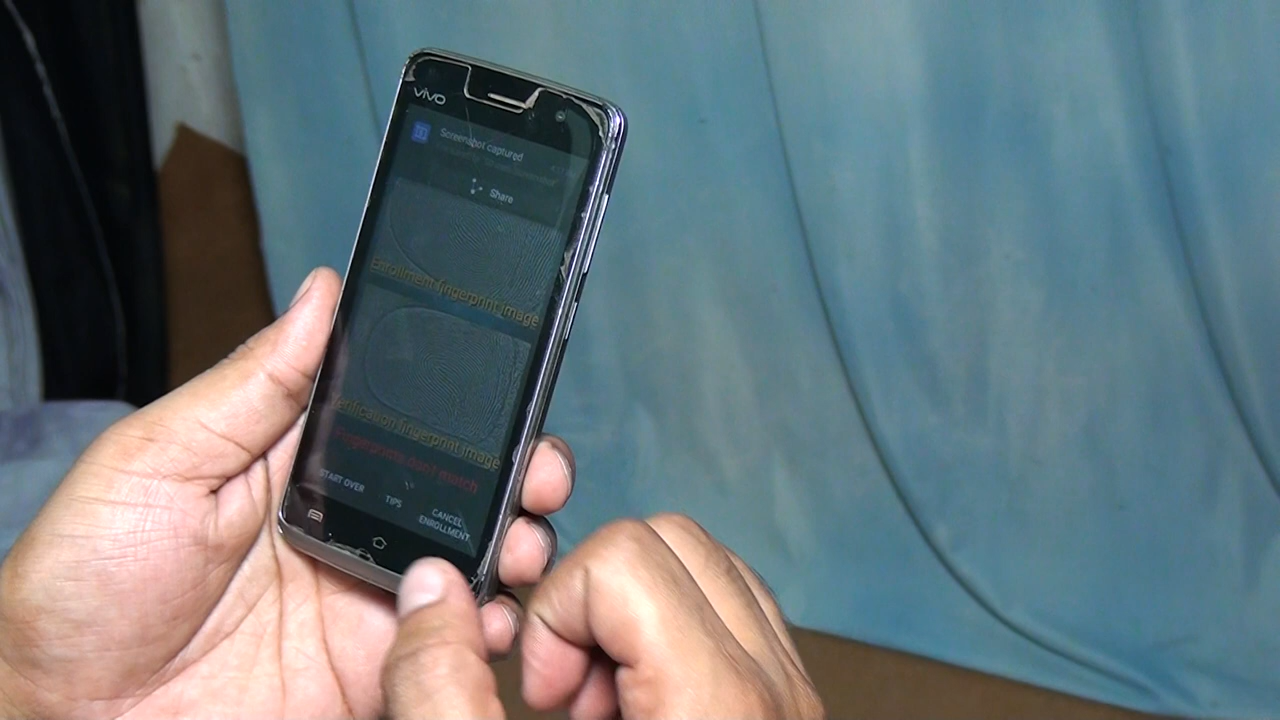 vivo
Screenshot captured
Share
Enrollment fingerprint image
Verification fingerprint image
Fingerprints don't match
START OVER
TIPS
CANCEL
ENROLLMENT